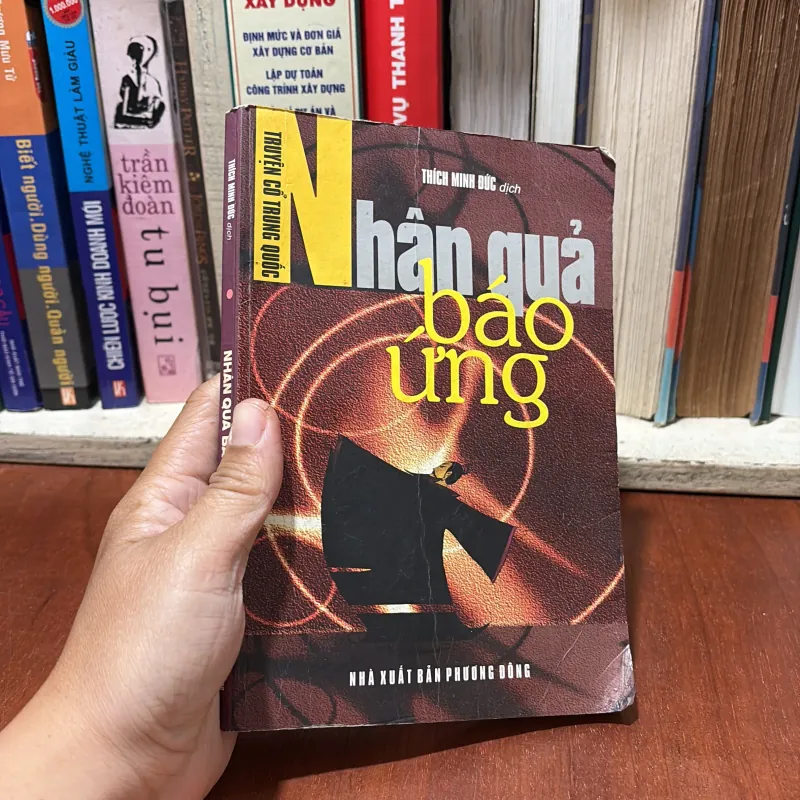 THÍCH MINH ĐỨC dịch
TRUYỆN CỔ TRUNG QUỐC
Nhân quả
báo
ứng
NHÀ XUẤT BẢN PHƯƠNG ĐÔNG
THÍCH MINH ĐỨC dịch
NHÂN QUẢ
Biết người, Dùng người, Quản người
1.000.000
NGHỆ THUẬT LÀM GIÀU
CHIẾN LƯỢC KINH DOANH MỚI
trần
kiêm
đoàn
tu
bụi
XÂY DỰNG
ĐỊNH MỨC VÀ ĐƠN GIÁ
XÂY DỰNG CƠ BẢN
LẬP DỰ TOÁN
CÔNG TRÌNH XÂY DỰNG
VỤ THANH